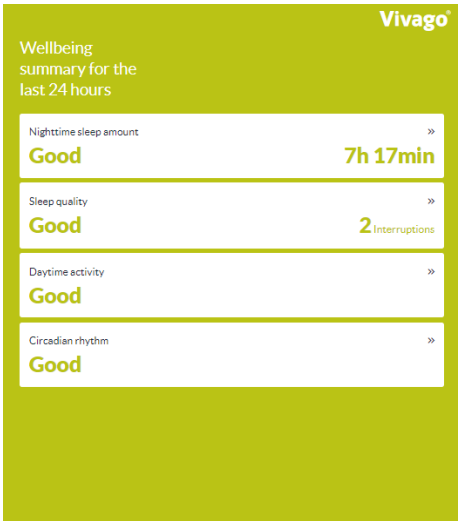 Vivago®
Wellbeing
summary for the
last 24 hours
Nighttime sleep amount »
Good 7h 17min
Sleep quality »
Good 2 Interruptions
Daytime activity »
Good
Circadian rhythm »
Good